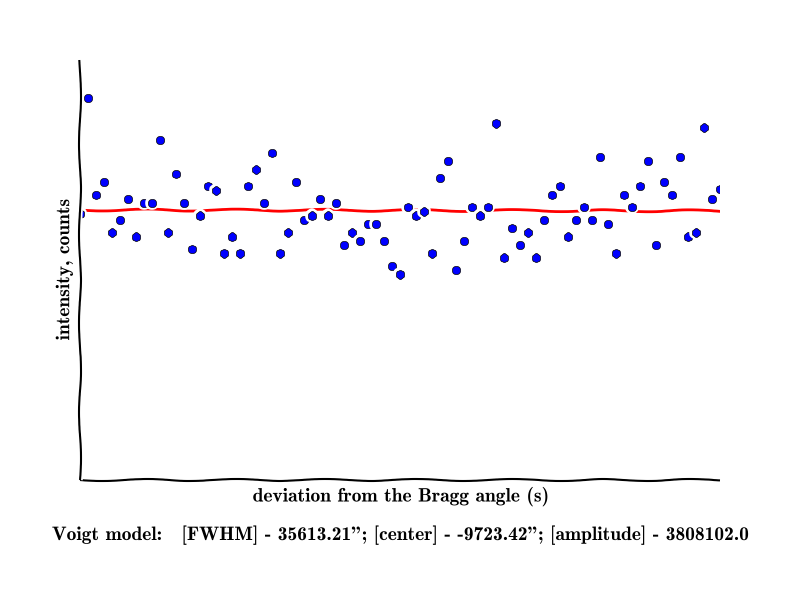 intensity, counts
deviation from the Bragg angle (s)
Voigt model: [FWHM] - 35613.21”; [center] - -9723.42”; [amplitude] - 3808102.0